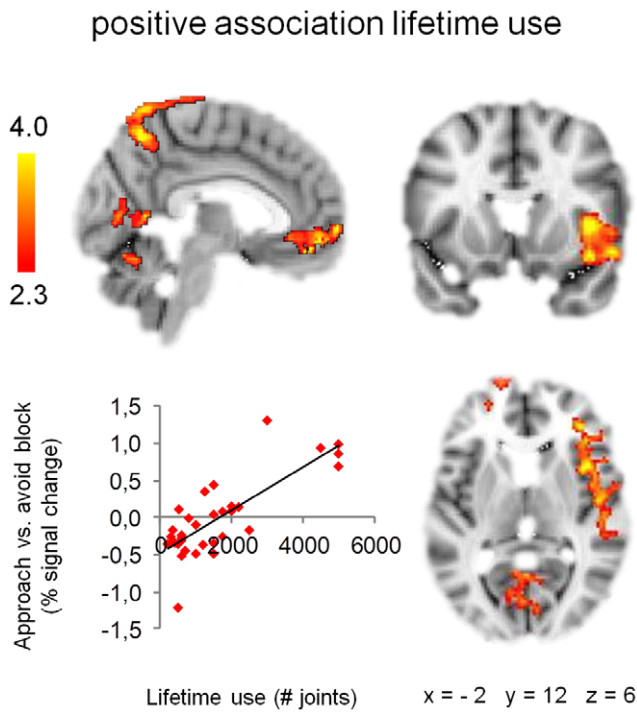 positive association lifetime use
4.0
2.3
Approach vs. avoid block
(% signal change)
1,5
1,0
0,5
0,0
-0,5
-1,0
-1,5
0 2000 4000 6000
Lifetime use (# joints)
x = - 2 y = 12 z = 6